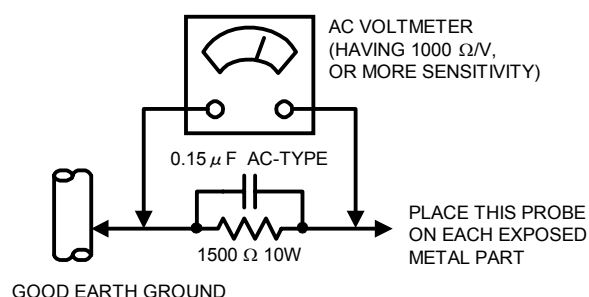 AC VOLTMETER
(HAVING 1000 Ω/V,
OR MORE SENSITIVITY)
0.15 μ F AC-TYPE
1500 Ω 10W
PLACE THIS PROBE
ON EACH EXPOSED
METAL PART
GOOD EARTH GROUND